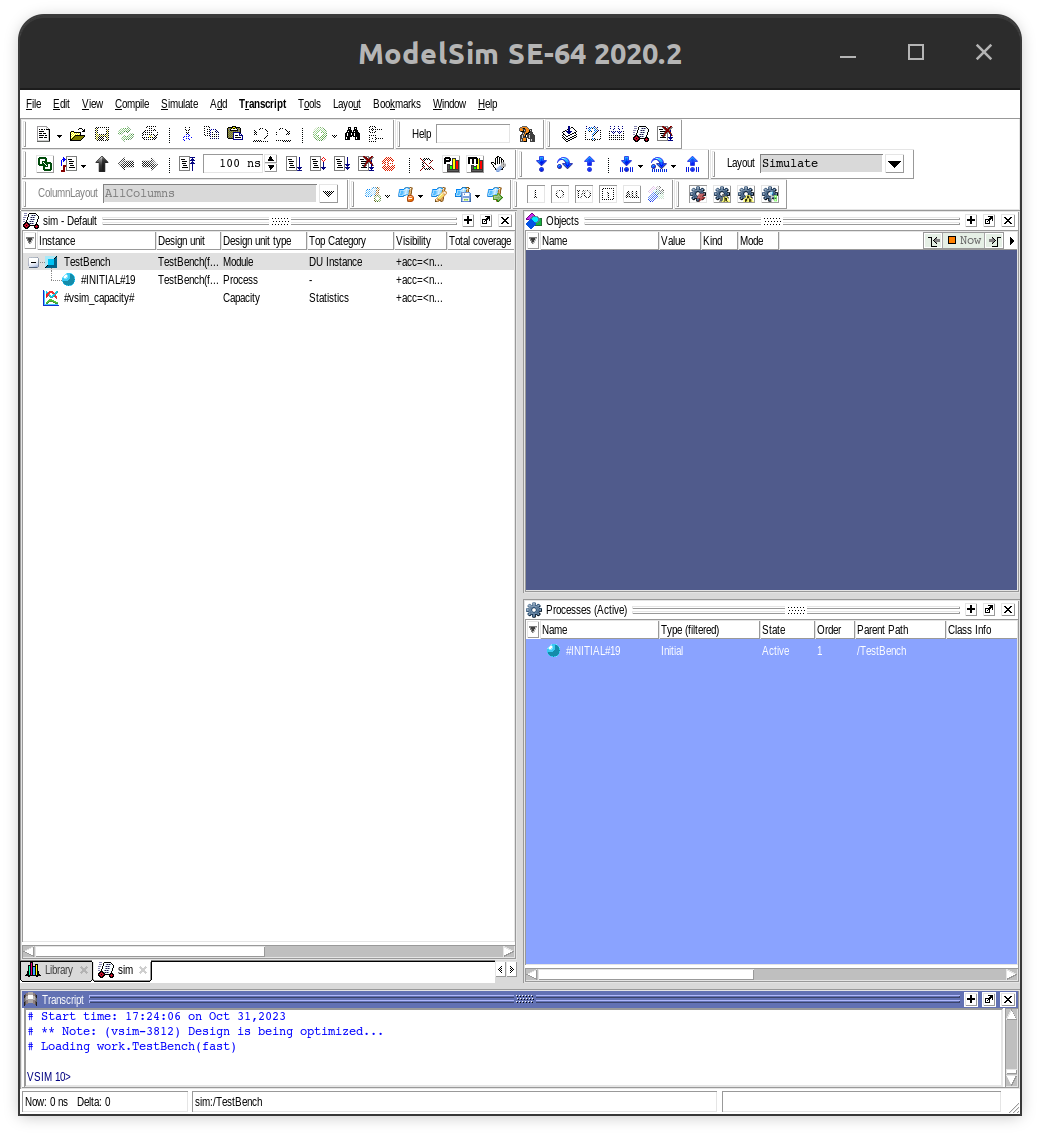 ModelSim SE-64 2020.2
File Edit View Compile Simulate Add Transcript Tools Layout Bookmarks Window Help
Help
100 ns Layout Simulate
ColumnLayout AllColumns
sim - Default
Instance Design unit Design unit type Top Category Visibility Total coverage
TestBench TestBench(f... Module DU Instance +acc=<n...
#INITIAL#19 TestBench(f... Process - +acc=<n...
#vsim_capacity# Capacity Statistics +acc=<n...
Library sim
Objects
Name Value Kind Mode Now
Processes (Active)
Name Type (filtered) State Order Parent Path Class Info
#INITIAL#19 Initial Active 1 /TestBench
Transcript
# Start time: 17:24:06 on Oct 31,2023
# ** Note: (vsim-3812) Design is being optimized...
# Loading work.TestBench(fast)
VSIM 10>
Now: 0 ns Delta: 0 sim:/TestBench